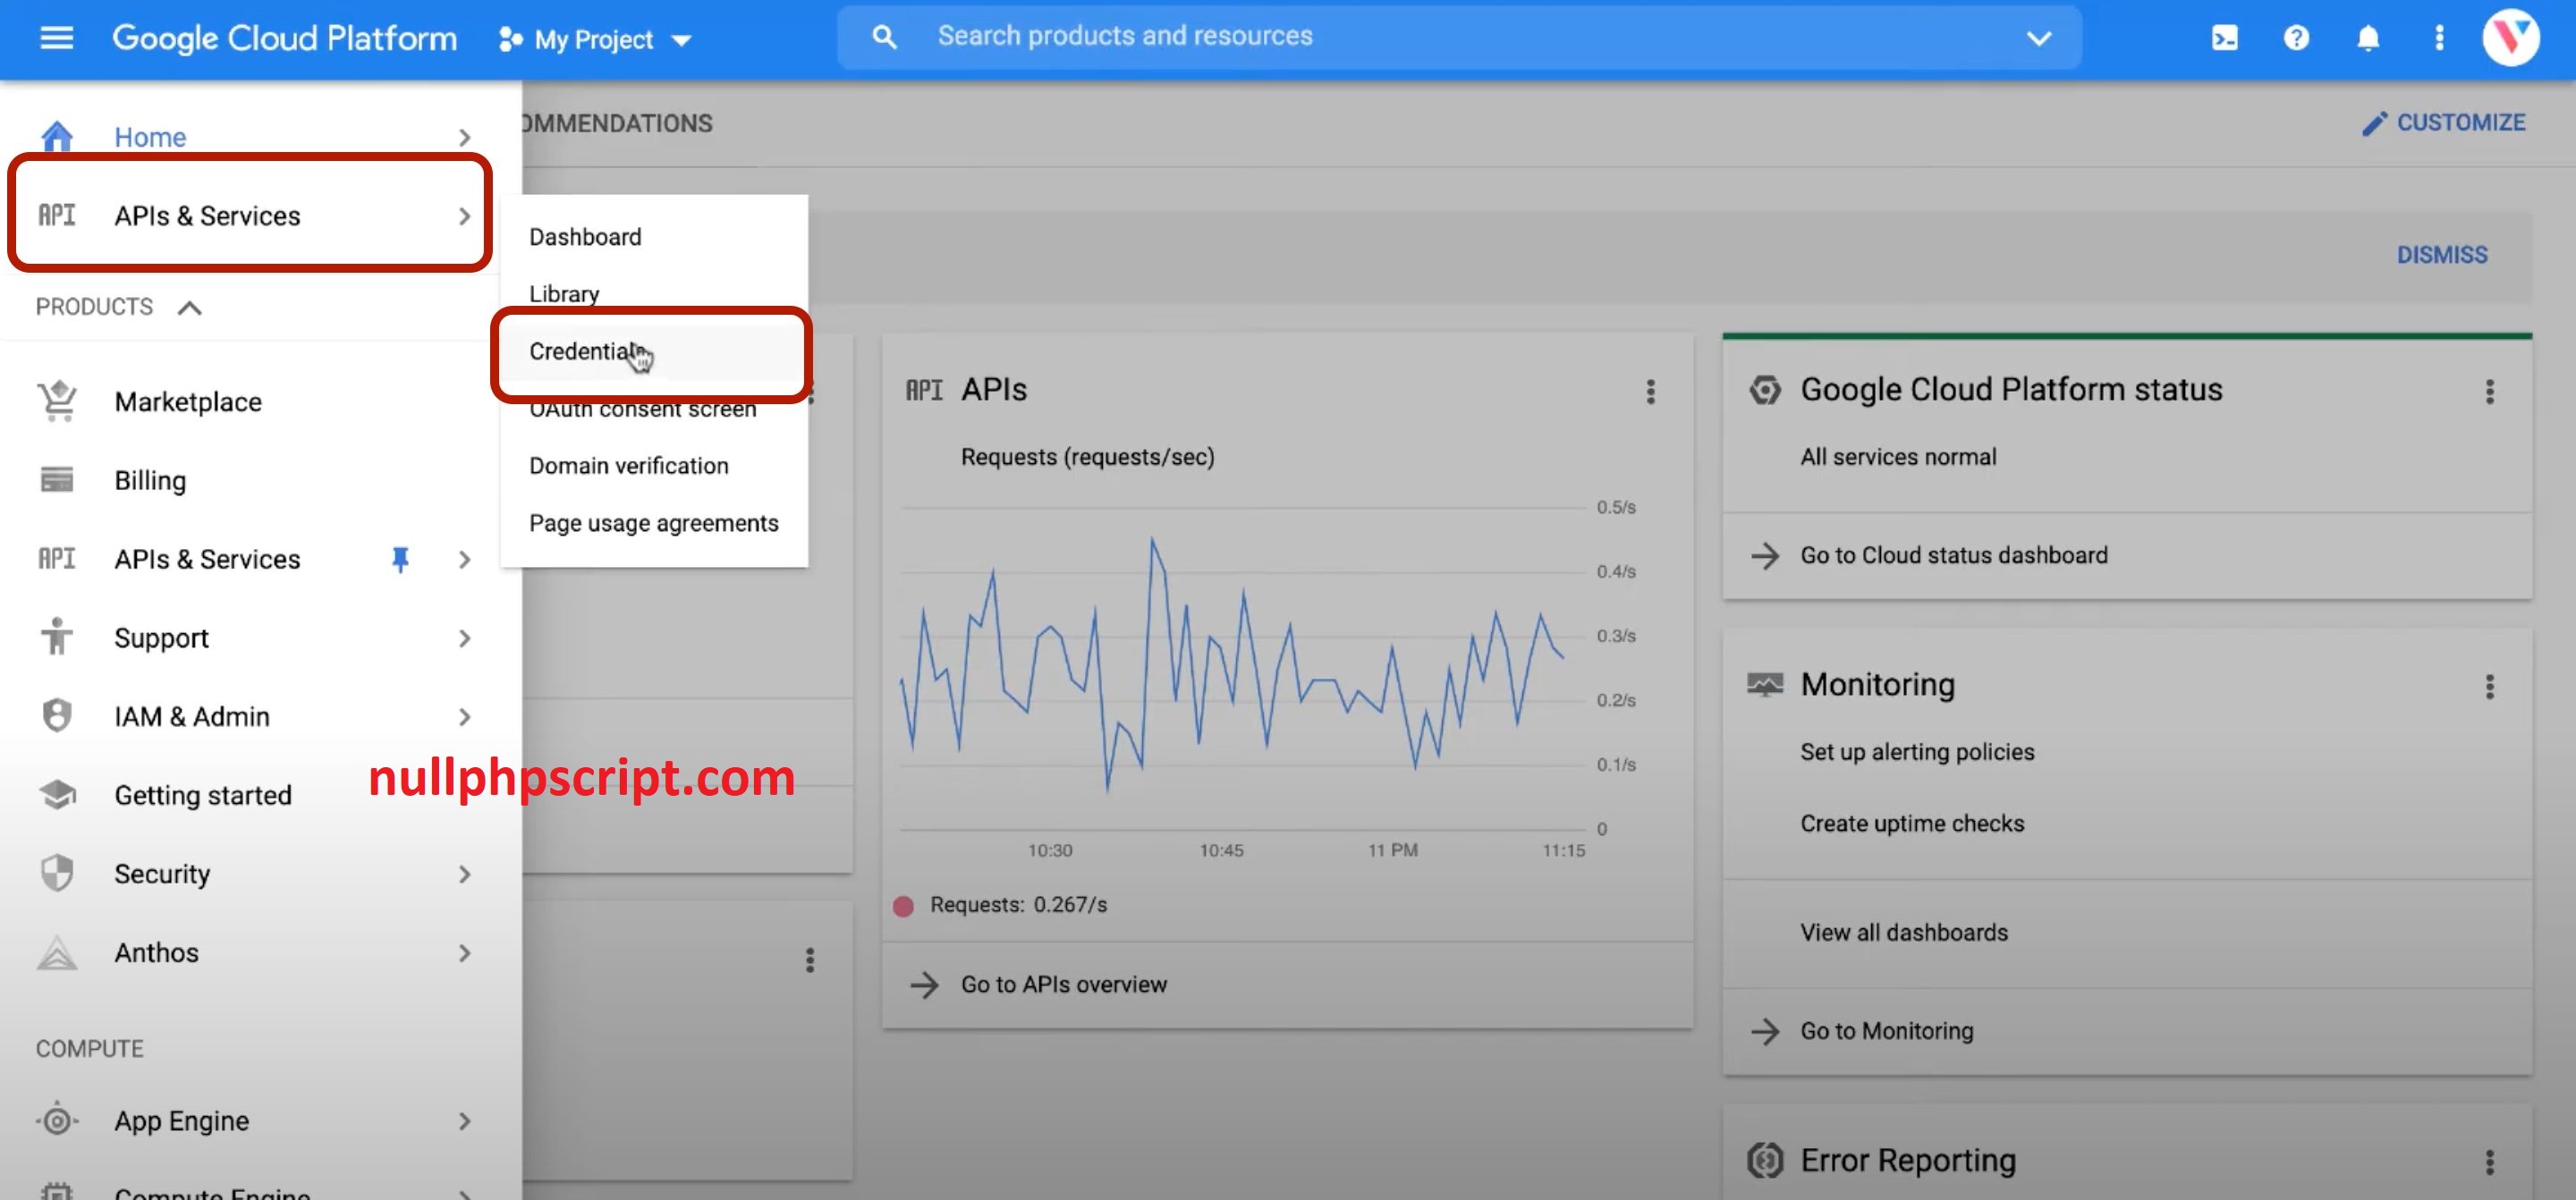 Google Cloud Platform
My Project
Search products and resources
Home
OMMENDATIONS
CUSTOMIZE
API APIs & Services
Dashboard
Library
DISMISS
PRODUCTS
Credentials
OAuth consent screen
Domain verification
Page usage agreements
Marketplace
Billing
API APIs & Services
Support
IAM & Admin
nullphpscript.com
Getting started
Security
Anthos
COMPUTE
App Engine
Compute Engine
API APIs
Requests (requests/sec)
0.5/s
0.4/s
0.3/s
0.2/s
0.1/s
0
10:30 10:45 11 PM 11:15
Requests: 0.267/s
Go to APIs overview
Google Cloud Platform status
All services normal
Go to Cloud status dashboard
Monitoring
Set up alerting policies
Create uptime checks
View all dashboards
Go to Monitoring
Error Reporting